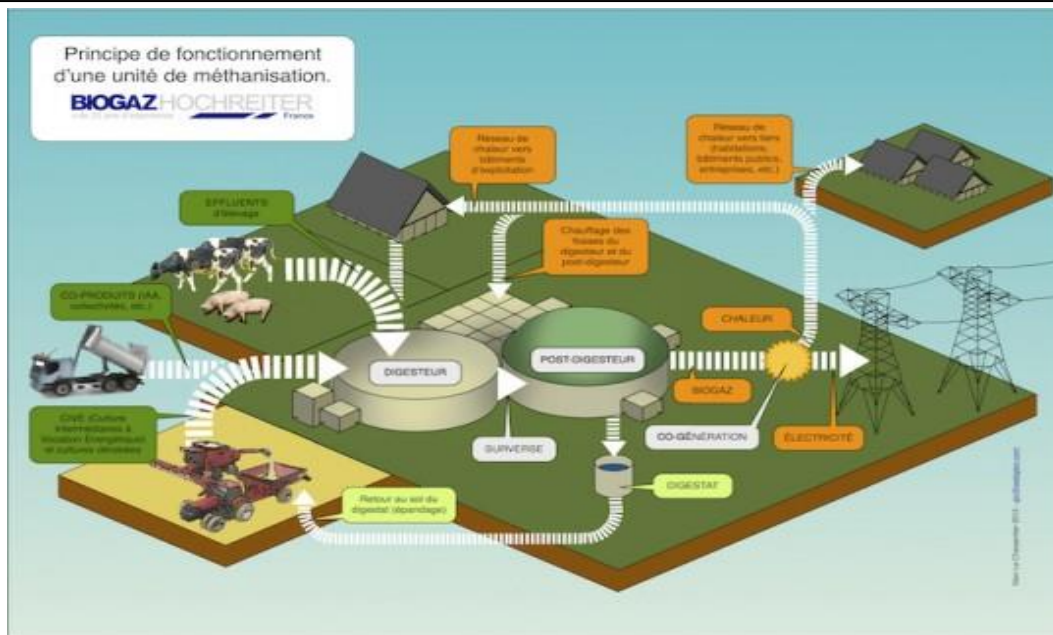 Principe de fonctionnement
d'une unité de méthanisation.
BIOGAZ HOCHREITER
France
Réseau de
chaleur vers
bâtiments
d'exploitation
Réseau de
chaleur vers tiers
(habitations,
bâtiments publics,
entreprises, etc.)
EFFLUENTS
d'élevage
Chauffage des
fosses du
digesteur et du
post-digesteur
CO-PRODUITS (IAA,
collectivités, etc.)
CHALEUR
DIGESTEUR
POST-DIGESTEUR
BIOGAZ
CIVE (Culture
Intermédiaires à
Vocation Energétique)
et cultures dérobées
SURVERSE
CO-GÉNÉRATION
ÉLECTRICITÉ
DIGESTAT
Retour au sol du
digestat (épandage)